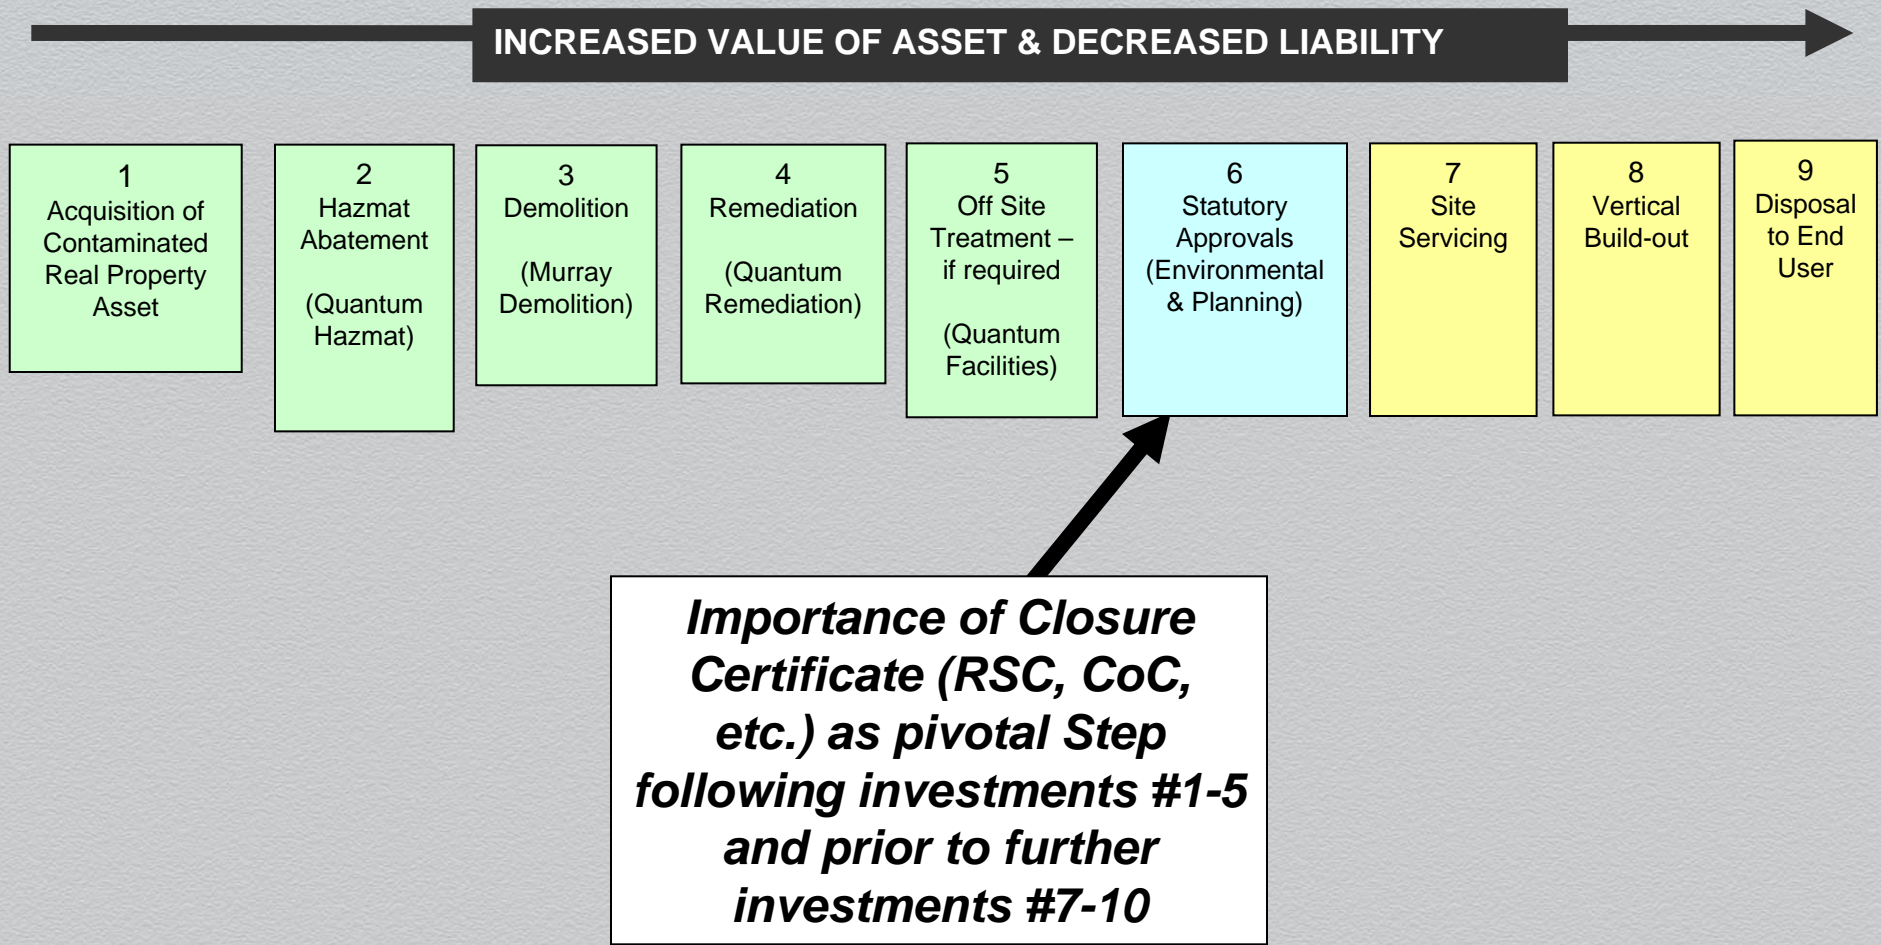 INCREASED VALUE OF ASSET & DECREASED LIABILITY
1
Acquisition of
Contaminated
Real Property
Asset
2
Hazmat
Abatement
(Quantum
Hazmat)
3
Demolition
(Murray
Demolition)
4
Remediation
(Quantum
Remediation)
5
Off Site
Treatment –
if required
(Quantum
Facilities)
6
Statutory
Approvals
(Environmental
& Planning)
7
Site
Servicing
8
Vertical
Build-out
9
Disposal
to End
User
Importance of Closure
Certificate (RSC, CoC,
etc.) as pivotal Step
following investments #1-5
and prior to further
investments #7-10